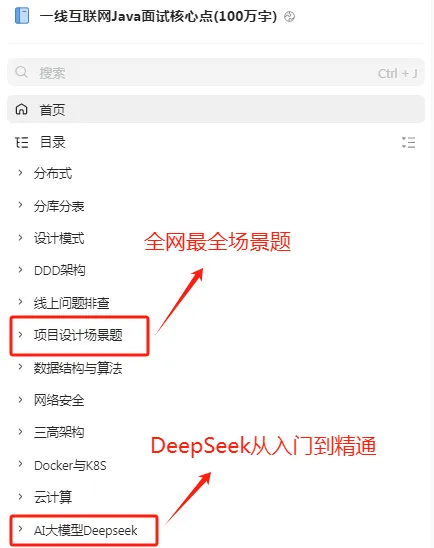 一线互联网Java面试核心点(100万字)
搜索 Ctrl + J
首页
目录
分布式
分库分表
设计模式
全网最全场景题
DDD架构
线上问题排查
项目设计场景题
数据结构与算法
网络安全
三高架构
DeepSeek从入门到精通
Docker与K8S
云计算
AI大模型Deepseek